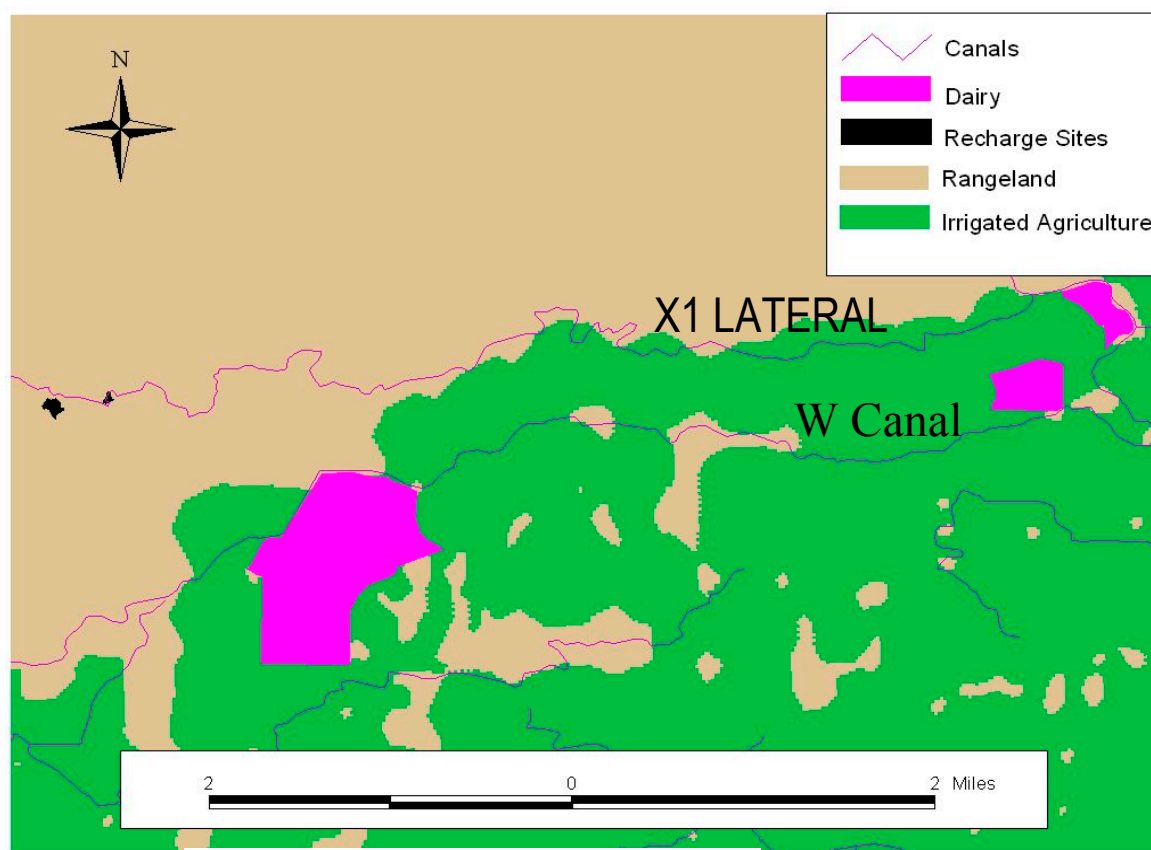 N
Canals
Dairy
Recharge Sites
Rangeland
Irrigated Agriculture
X1 LATERAL
W Canal
2 0 2 Miles